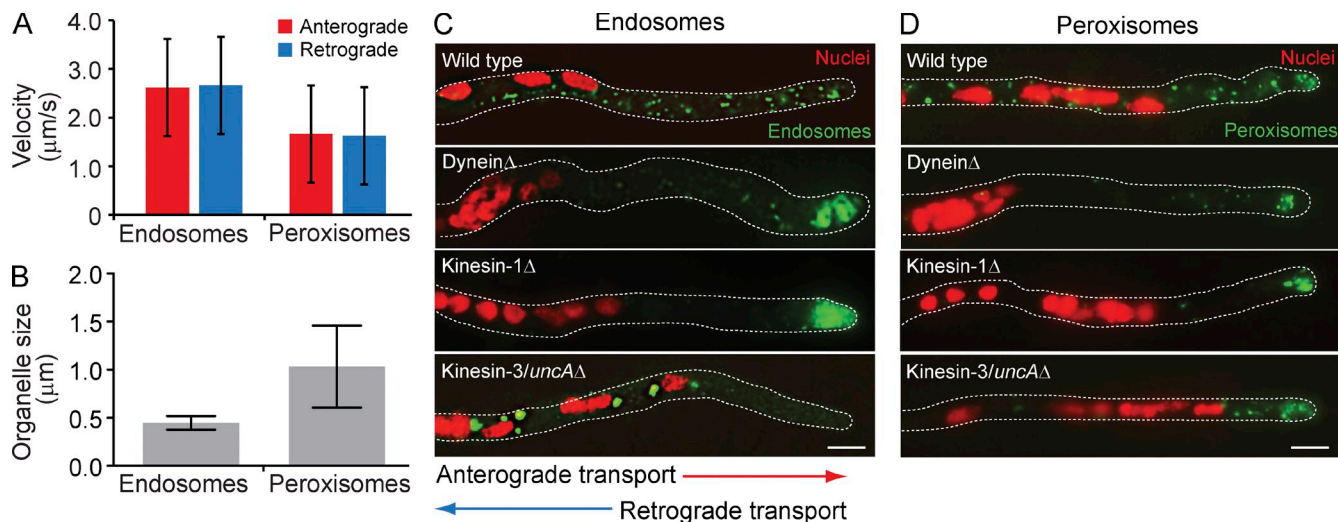 A
Velocity
(μm/s)
4.0
3.0
2.0
1.0
0
Anterograde
Retrograde
Endosomes Peroxisomes
B
Organelle size
(μm)
2.0
1.5
1.0
0.5
0.0
Endosomes Peroxisomes
C Endosomes
Wild type Nuclei
Endosomes
DyneinΔ
Kinesin-1Δ
Kinesin-3/uncAΔ
Anterograde transport
Retrograde transport
D Peroxisomes
Wild type Nuclei
Peroxisomes
DyneinΔ
Kinesin-1Δ
Kinesin-3/uncAΔ